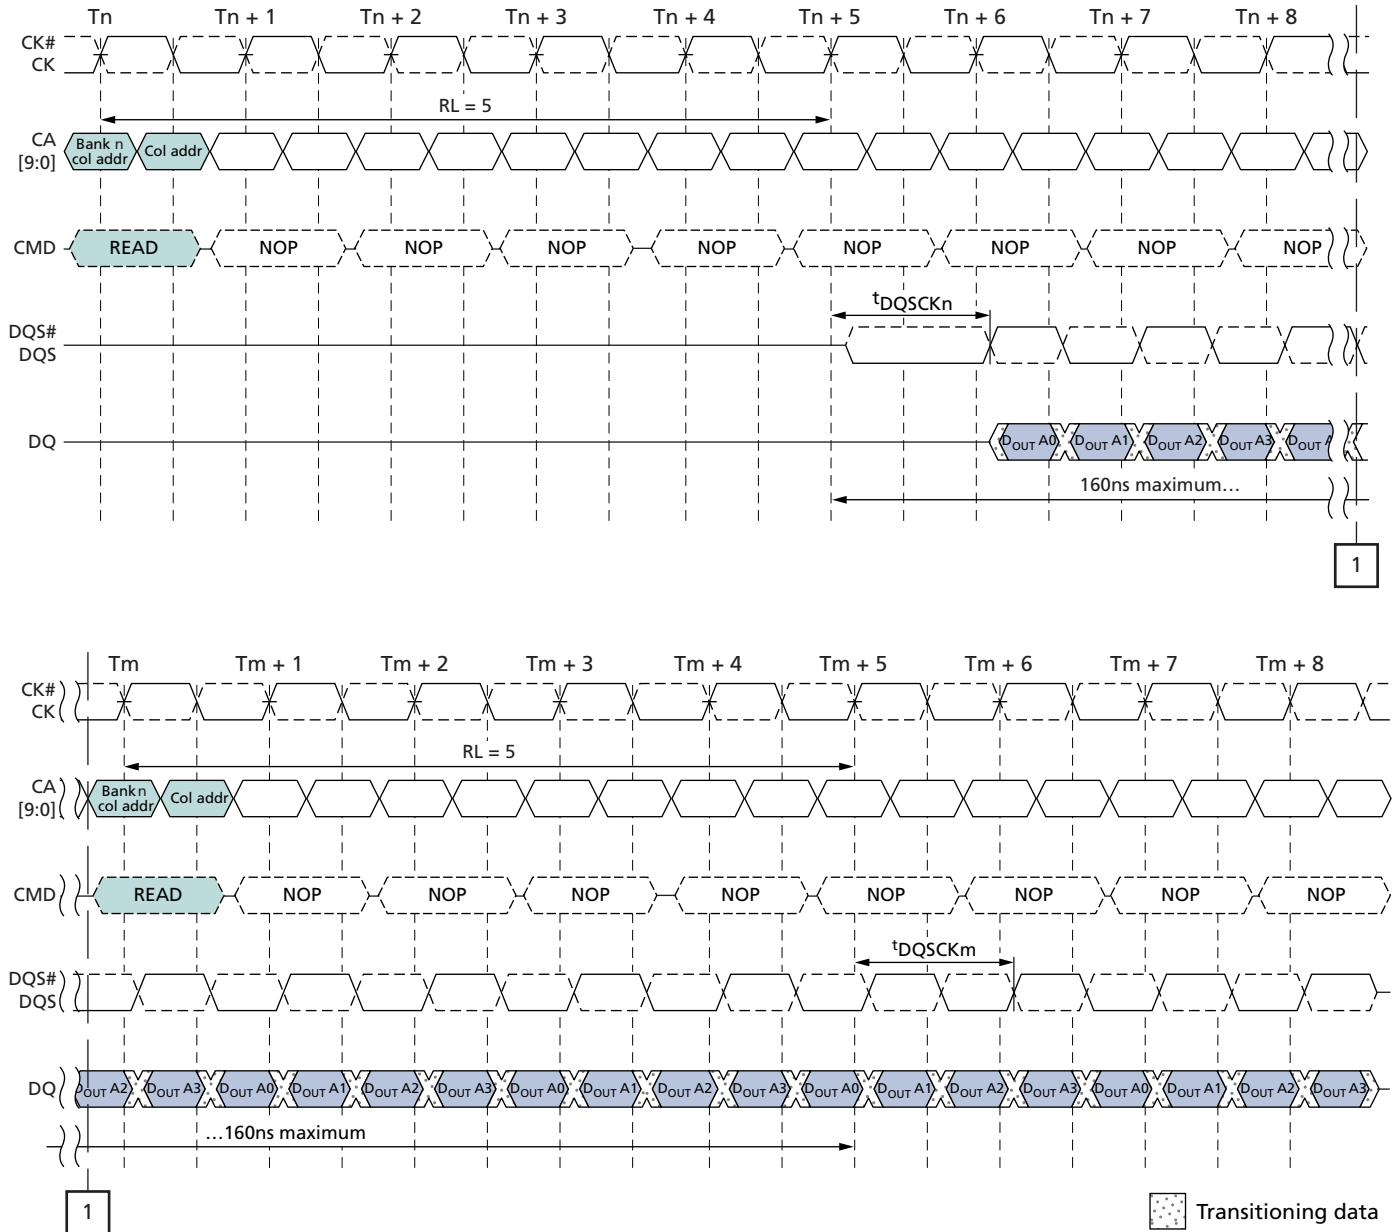 Tn Tn + 1 Tn + 2 Tn + 3 Tn + 4 Tn + 5 Tn + 6 Tn + 7 Tn + 8
CK#
CK
RL = 5
CA
[9:0]
Bank n
col addr
Col addr
CMD READ NOP NOP NOP NOP NOP NOP NOP NOP
tDQSCKn
DQS#
DQS
DQ DOUT A0 DOUT A1 DOUT A2 DOUT A3 DOUT A
160ns maximum…
1
Tm Tm + 1 Tm + 2 Tm + 3 Tm + 4 Tm + 5 Tm + 6 Tm + 7 Tm + 8
CK#
CK
RL = 5
CA
[9:0]
Bank n
col addr
Col addr
CMD READ NOP NOP NOP NOP NOP NOP NOP NOP
tDQSCKm
DQS#
DQS
DQ DOUT A2 DOUT A3 DOUT A0 DOUT A1 DOUT A2 DOUT A3 DOUT A0 DOUT A1 DOUT A2 DOUT A3 DOUT A0 DOUT A1 DOUT A2 DOUT A3 DOUT A0 DOUT A1 DOUT A2 DOUT A3
…160ns maximum
1
Transitioning data